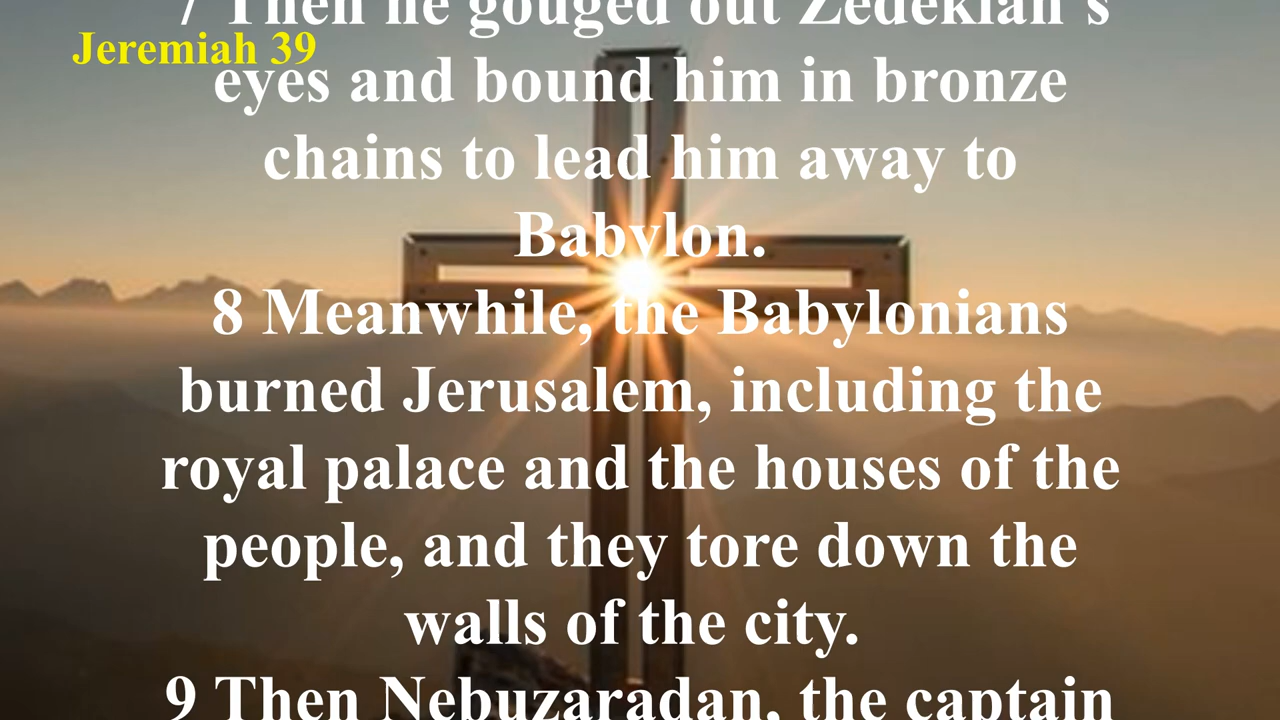 7 Then he gouged out Zedekiah's
Jeremiah 39
eyes and bound him in bronze
chains to lead him away to
Babylon.
8 Meanwhile, the Babylonians
burned Jerusalem, including the
royal palace and the houses of the
people, and they tore down the
walls of the city.
9 Then Nebuzaradan, the captain